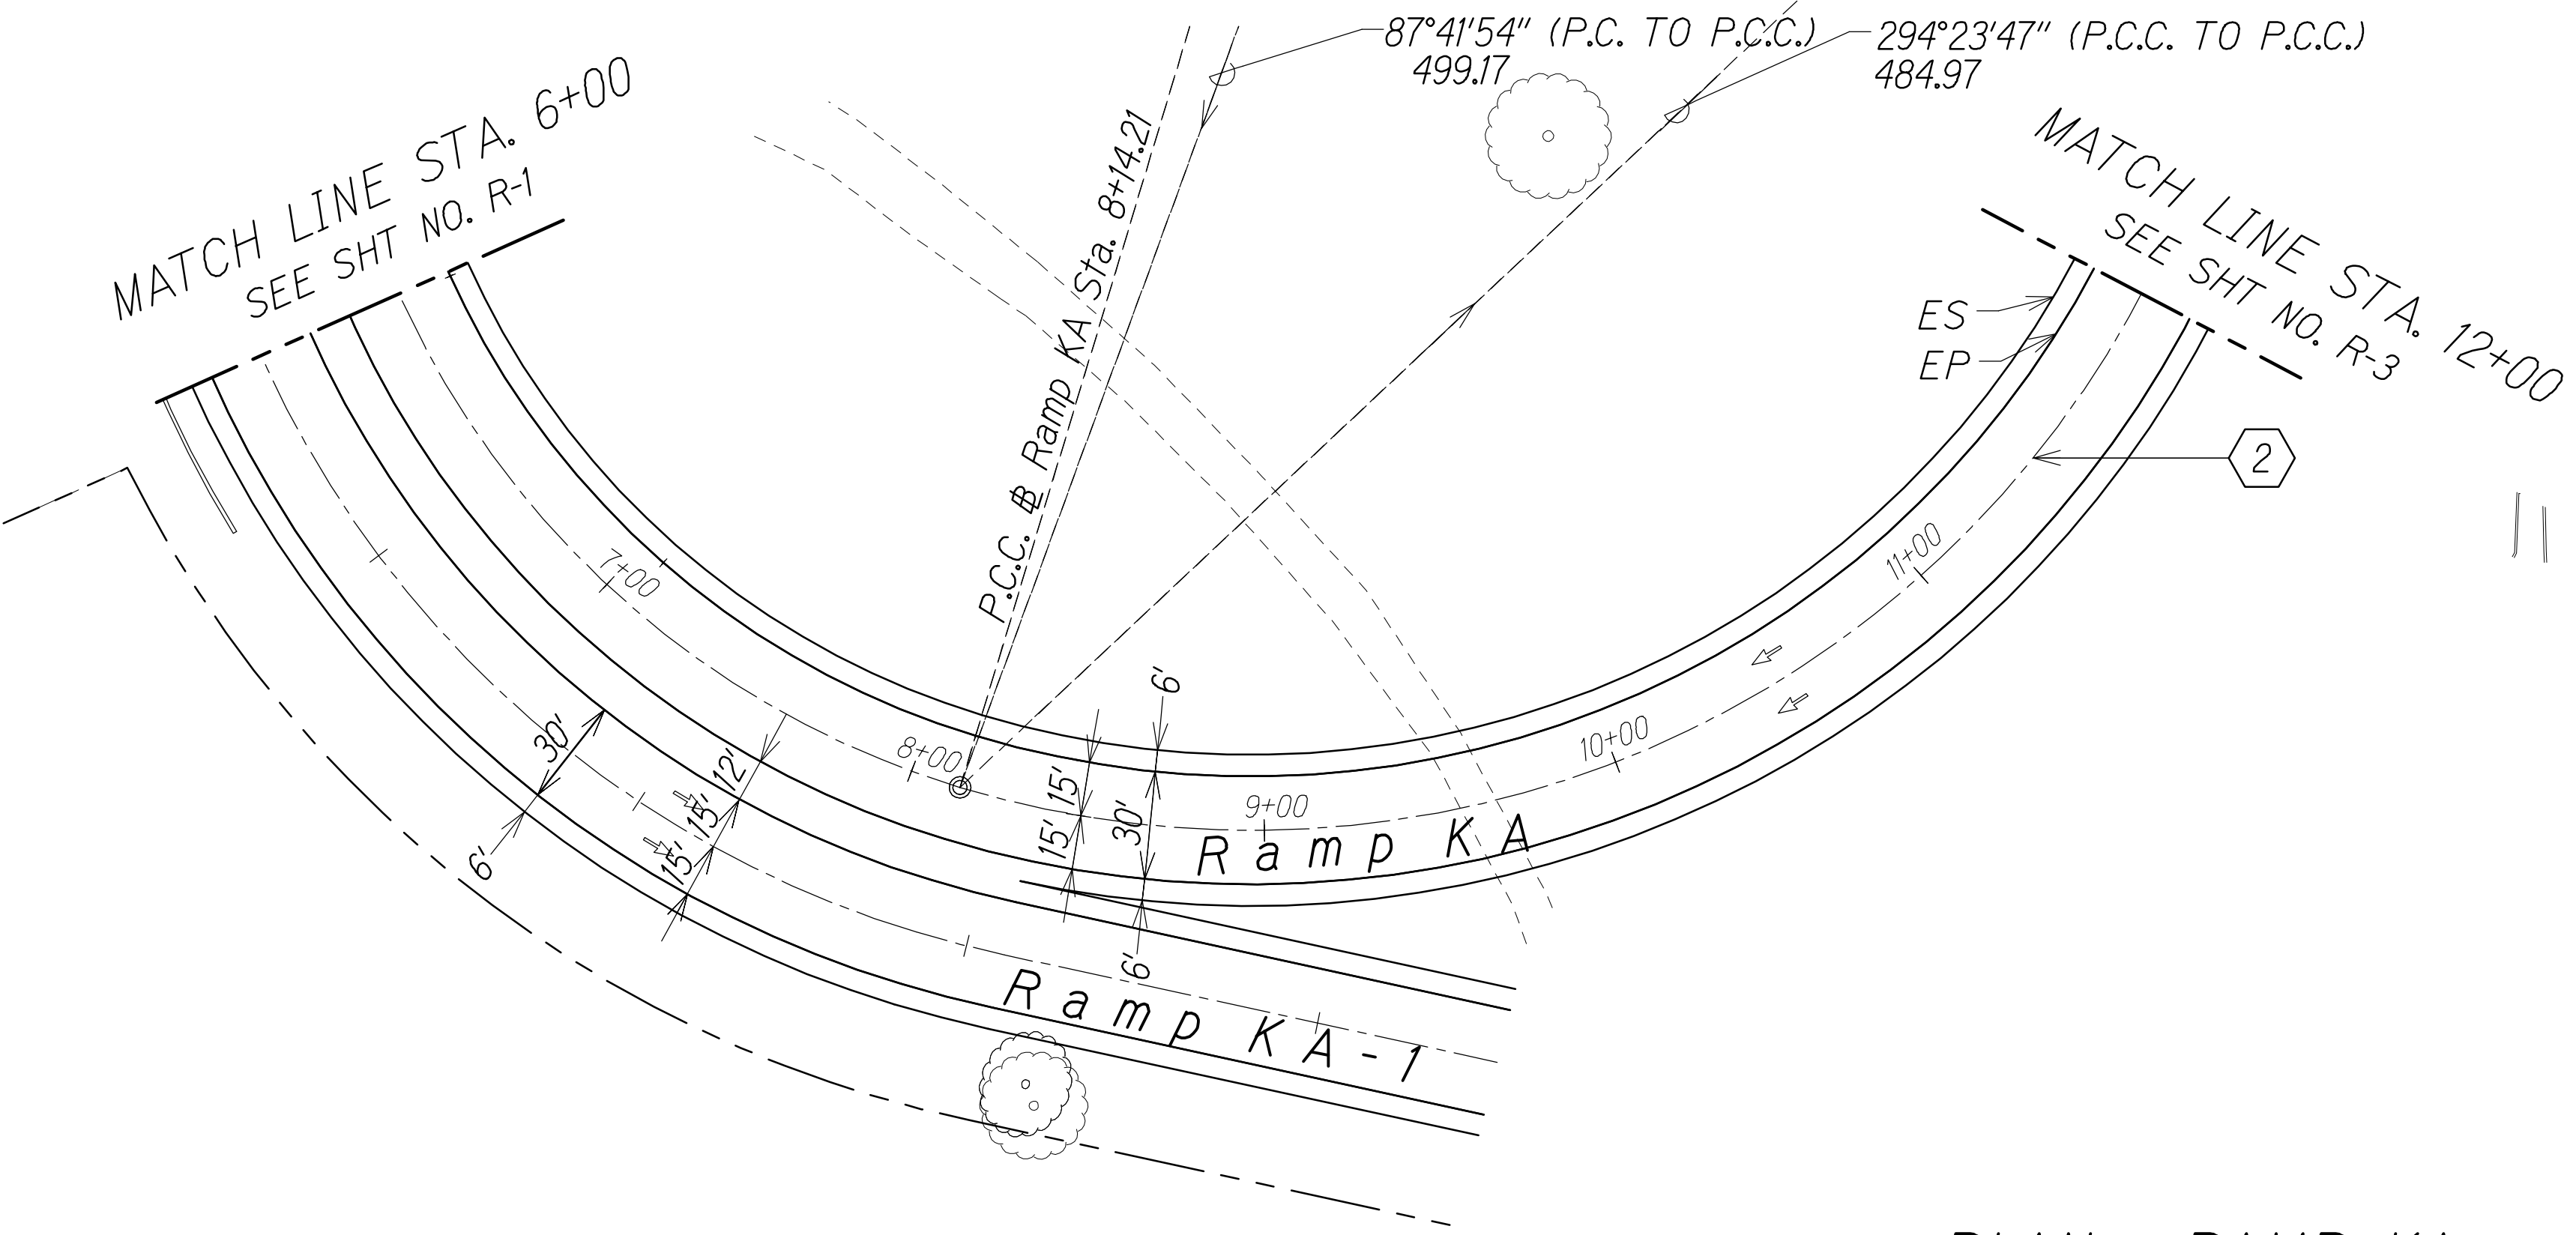 87°41'54" (P.C. TO P.C.C.)
499.17
294°23'47" (P.C.C. TO P.C.C.)
484.97
MATCH LINE STA. 6+00
SEE SHT NO. R-1
MATCH LINE STA. 12+00
SEE SHT NO. R-3
P.C.C. ⅊ Ramp KA Sta. 8+14.21
ES
EP
2
7+00
8+00
9+00
10+00
11+00
6'
15'
15'
30'
6'
30'
6'
12'
15'
15'
Ramp KA
Ramp KA-1